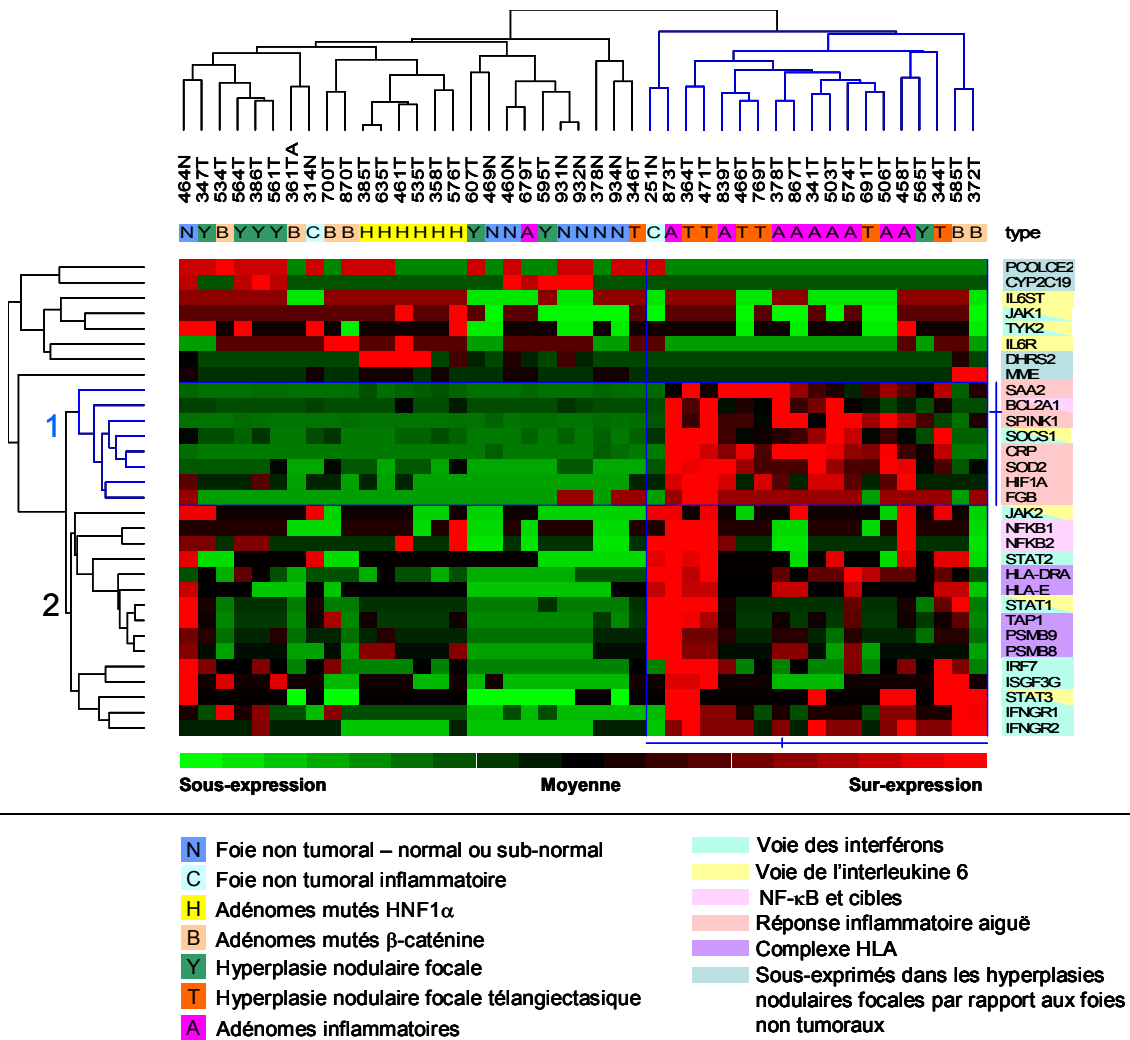 464N 347T 534T 564T 386T 561T 361TA 314N 700T 870T 385T 635T 461T 535T 358T 576T 607T 469N 460N 679T 595T 931N 932N 378N 934N 346T 251N 873T 364T 471T 839T 466T 769T 378T 867T 341T 503T 574T 691T 506T 458T 565T 344T 585T 372T
N Y B Y Y Y B C B B H H H H H H Y N N A Y N N N N T C A T T A T T A A A A A T A A Y T B B type
PCOLCE2
CYP2C19
IL6ST
JAK1
TYK2
IL6R
DHRS2
MME
SAA2
BCL2A1
1
SPINK1
SOCS1
CRP
SOD2
HIF1A
FGB
JAK2
NFKB1
NFKB2
STAT2
HLA-DRA
HLA-E
2
STAT1
TAP1
PSMB9
PSMB8
IRF7
ISGF3G
STAT3
IFNGR1
IFNGR2
Sous-expression Moyenne Sur-expression
N Foie non tumoral – normal ou sub-normal
C Foie non tumoral inflammatoire
H Adénomes mutés HNF1α
B Adénomes mutés β-caténine
Y Hyperplasie nodulaire focale
T Hyperplasie nodulaire focale télangiectasique
A Adénomes inflammatoires
Voie des interférons
Voie de l'interleukine 6
NF-κB et cibles
Réponse inflammatoire aiguë
Complexe HLA
Sous-exprimés dans les hyperplasies
nodulaires focales par rapport aux foies
non tumoraux